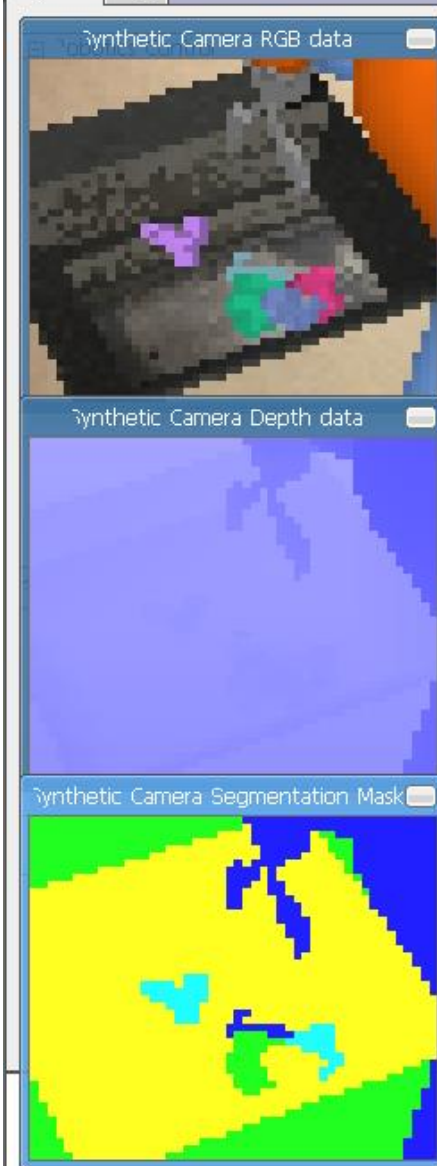 Synthetic Camera RGB data
Synthetic Camera Depth data
Synthetic Camera Segmentation Mask